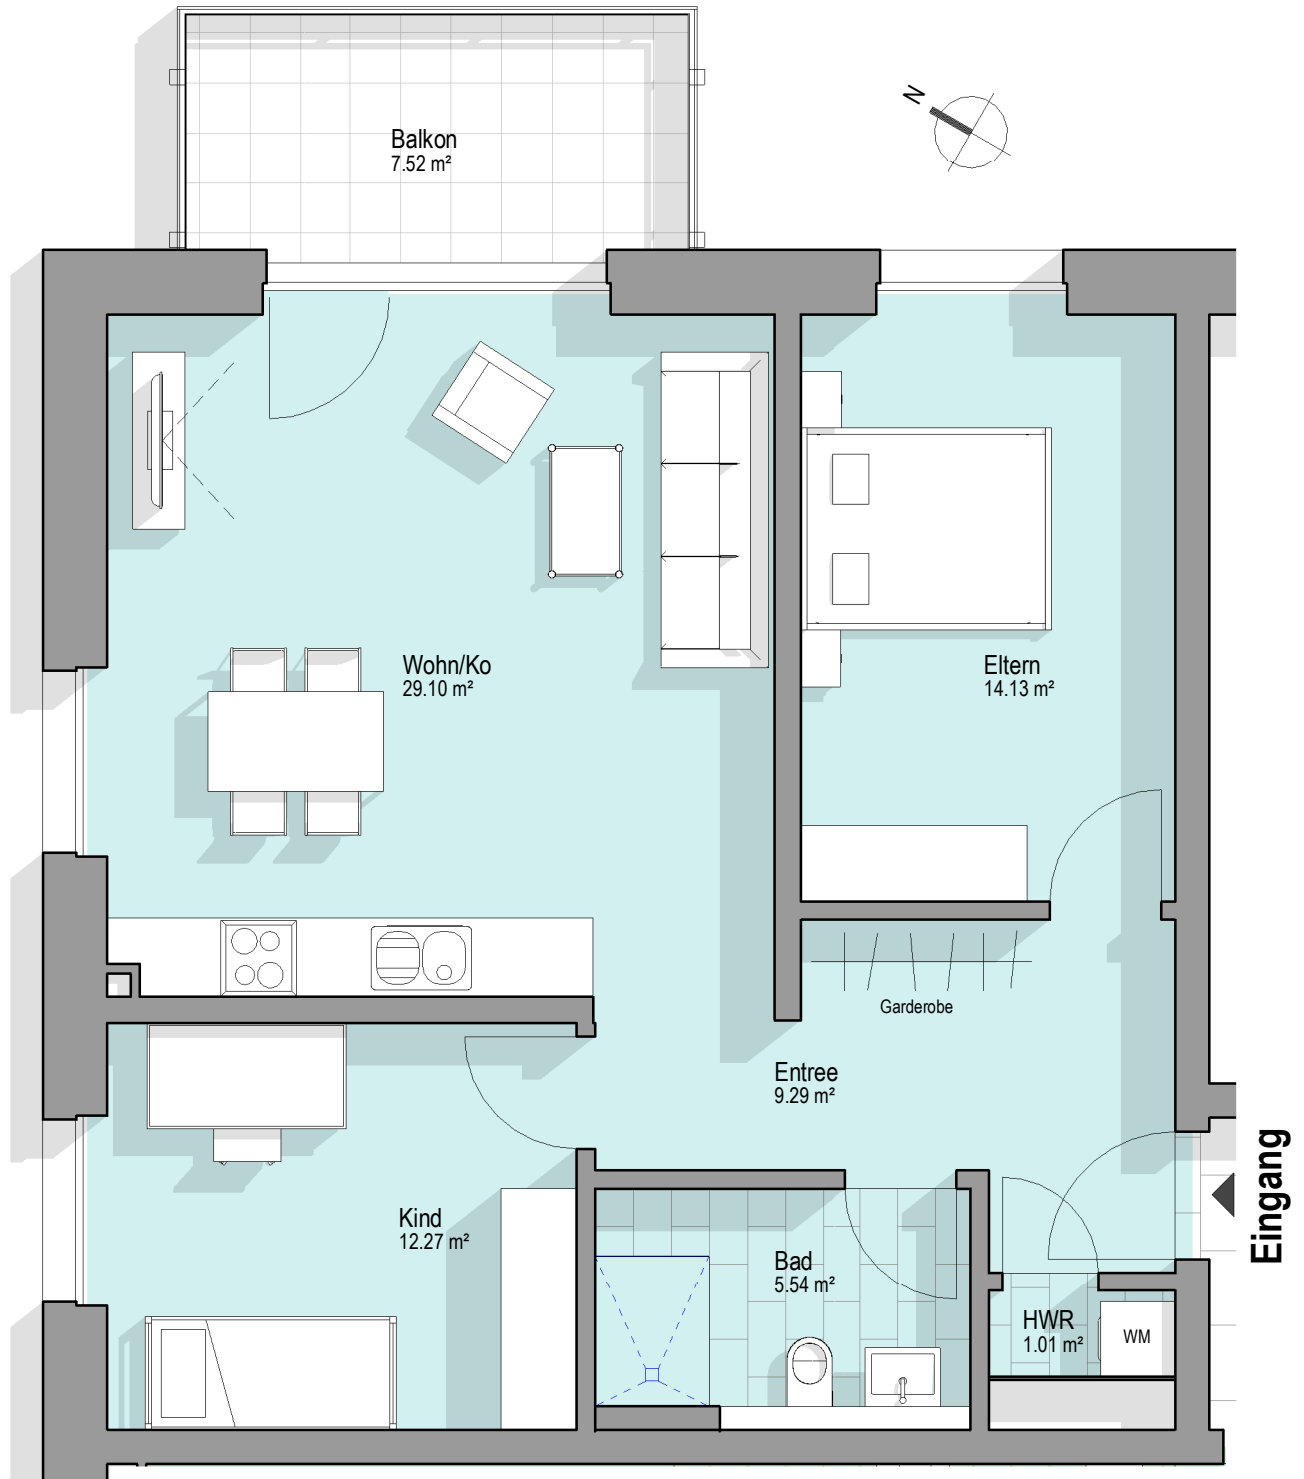 N
Balkon
7.52 m²
Wohn/Ko
29.10 m²
Eltern
14.13 m²
Garderobe
Entree
9.29 m²
Eingang
Kind
12.27 m²
Bad
5.54 m²
HWR
1.01 m²
WM